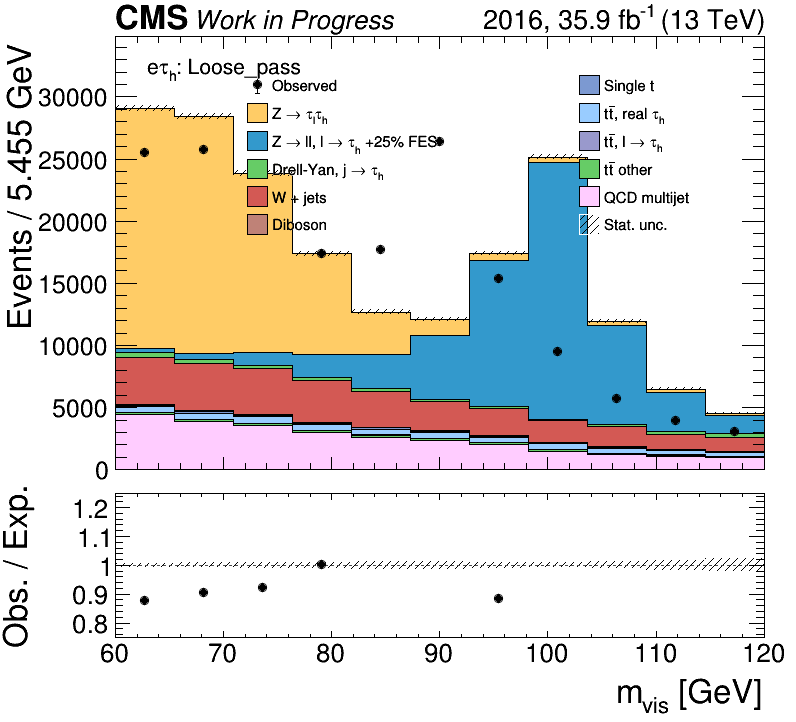 CMS Work in Progress 2016, 35.9 fb⁻¹ (13 TeV)
eτₕ: Loose_pass
Observed
Z → τₗτₕ
Z → ll, l → τₕ +25% FES
Drell-Yan, j → τₕ
W + jets
Diboson
Single t
tt̄, real τₕ
tt̄, l → τₕ
tt̄ other
QCD multijet
Stat. unc.
Events / 5.455 GeV
30000
25000
20000
15000
10000
5000
0
Obs. / Exp.
1.2
1.1
1
0.9
0.8
60 70 80 90 100 110 120
m_vis [GeV]